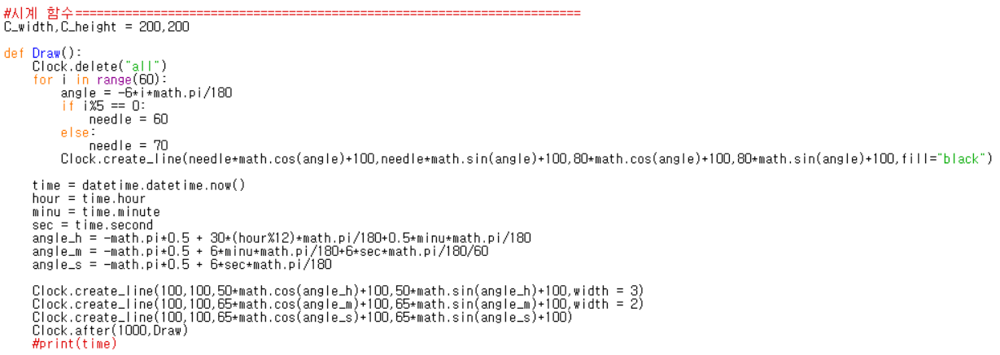 #시계 함수=======================================================================
C_width,C_height = 200,200
def Draw():
    Clock.delete("all")
    for i in range(60):
        angle = -6*i*math.pi/180
        if i%5 == 0:
            needle = 60
        else:
            needle = 70
        Clock.create_line(needle*math.cos(angle)+100,needle*math.sin(angle)+100,80*math.cos(angle)+100,80*math.sin(angle)+100,fill="black")
    time = datetime.datetime.now()
    hour = time.hour
    minu = time.minute
    sec = time.second
    angle_h = -math.pi*0.5 + 30*(hour%12)*math.pi/180+0.5*minu*math.pi/180
    angle_m = -math.pi*0.5 + 6*minu*math.pi/180+6*sec*math.pi/180/60
    angle_s = -math.pi*0.5 + 6*sec*math.pi/180
    Clock.create_line(100,100,50*math.cos(angle_h)+100,50*math.sin(angle_h)+100,width = 3)
    Clock.create_line(100,100,65*math.cos(angle_m)+100,65*math.sin(angle_m)+100,width = 2)
    Clock.create_line(100,100,65*math.cos(angle_s)+100,65*math.sin(angle_s)+100)
    Clock.after(1000,Draw)
    #print(time)